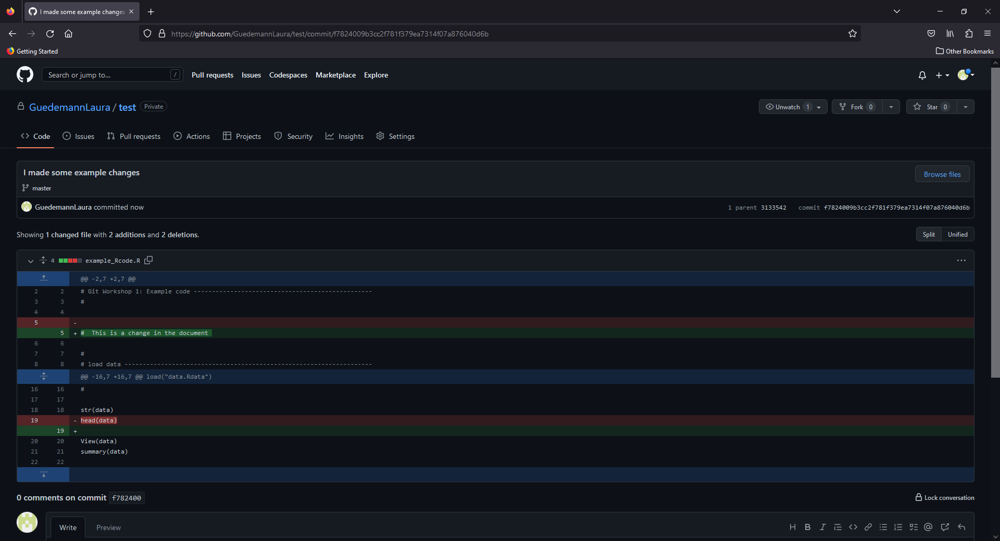 I made some example changes
https://github.com/GuedemannLaura/test/commit/f7824009b3cc2f781f379ea7314f07a876040d6b
Getting Started
Other Bookmarks
Search or jump to...
/
Pull requests
Issues
Codespaces
Marketplace
Explore
GuedemannLaura / test Private
Unwatch 1
Fork 0
Star 0
Code
Issues
Pull requests
Actions
Projects
Security
Insights
Settings
I made some example changes
Browse files
master
GuedemannLaura committed now
1 parent 3133542 commit f7824009b3cc2f781f379ea7314f07a876040d6b
Showing 1 changed file with 2 additions and 2 deletions.
Split Unified
4 example_Rcode.R
@@ -2,7 +2,7 @@
2 2 # Git Workshop 1: Example code -------------------------------------------------
3 3 #
4 4
5 -
5 + #  This is a change in the document
6 6
7 7 #
8 8 # load data --------------------------------------------------------------------
@@ -16,7 +16,7 @@ load("data.Rdata")
16 16 #
17 17
18 18 str(data)
19 - head(data)
19 +
20 20 View(data)
21 21 summary(data)
22 22
0 comments on commit f782400
Lock conversation
Write Preview